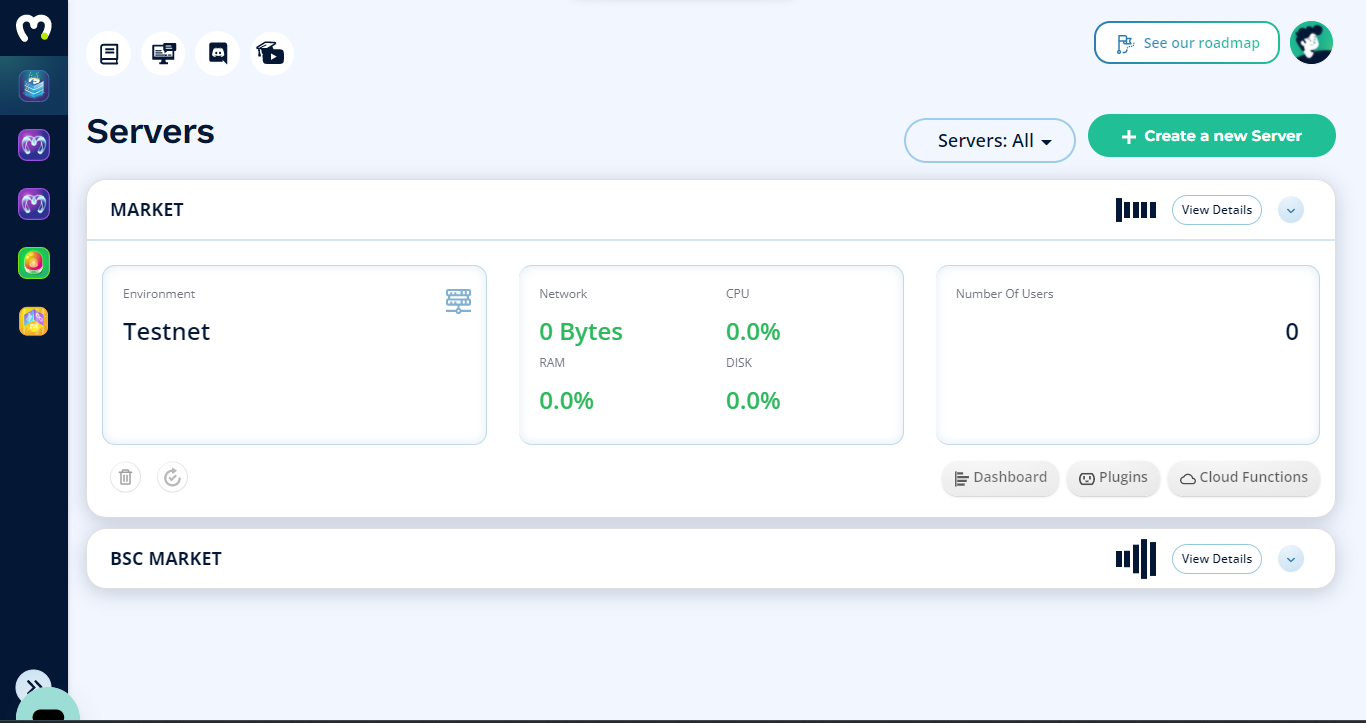 See our roadmap
Servers
Servers: All
+ Create a new Server
MARKET
View Details
Environment
Testnet
Network
CPU
0 Bytes
0.0%
RAM
DISK
0.0%
0.0%
Number Of Users
0
Dashboard
Plugins
Cloud Functions
BSC MARKET
View Details